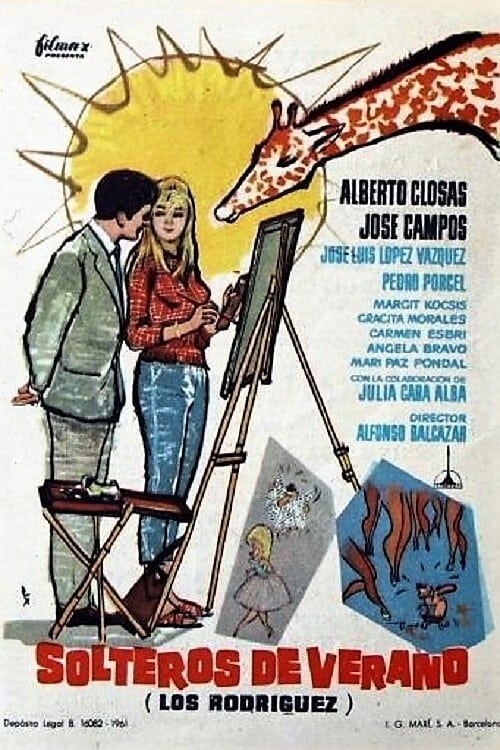 filmax
PRESENTA
ALBERTO CLOSAS
JOSE CAMPOS
JOSE LUIS LOPEZ VAZQUEZ
PEDRO PORCEL
MARGIT KOCSIS
GRACITA MORALES
CARMEN ESBRI
ANGELA BRAVO
MARI PAZ PONDAL
CON LA COLABORACION DE
JULIA CABA ALBA
DIRECTOR
ALFONSO BALCAZAR
SOLTEROS DE VERANO
( LOS RODRIGUEZ )
Depósito Legal B. 16082 - 1961
I. G. MARÍ, S. A. - Barcelona